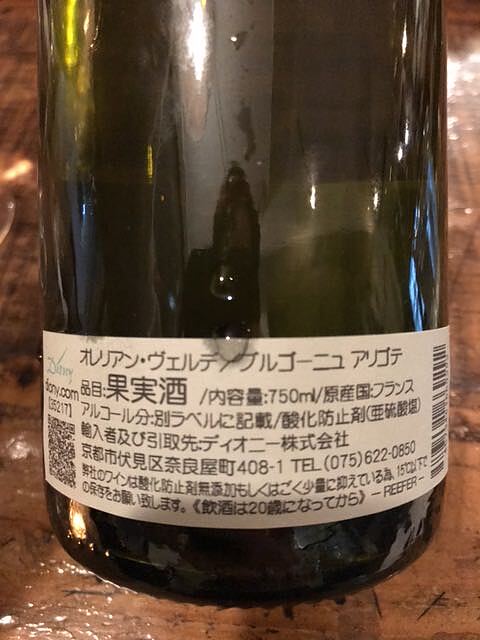 Diony
diony.com
[35217]
オレリアン・ヴェルデ／ブルゴーニュ アリゴテ
品目:果実酒 ／内容量:750ml/原産国:フランス
アルコール分:別ラベルに記載/酸化防止剤(亜硫酸塩)
輸入者及び引取先:ディオニー株式会社
京都市伏見区奈良屋町408-1 TEL(075)622-0850
弊社のワインは酸化防止剤無添加もしくはごく少量に抑えている為、15℃以下で
の保存をお願い致します。《飲酒は20歳になってから》－REEFER－